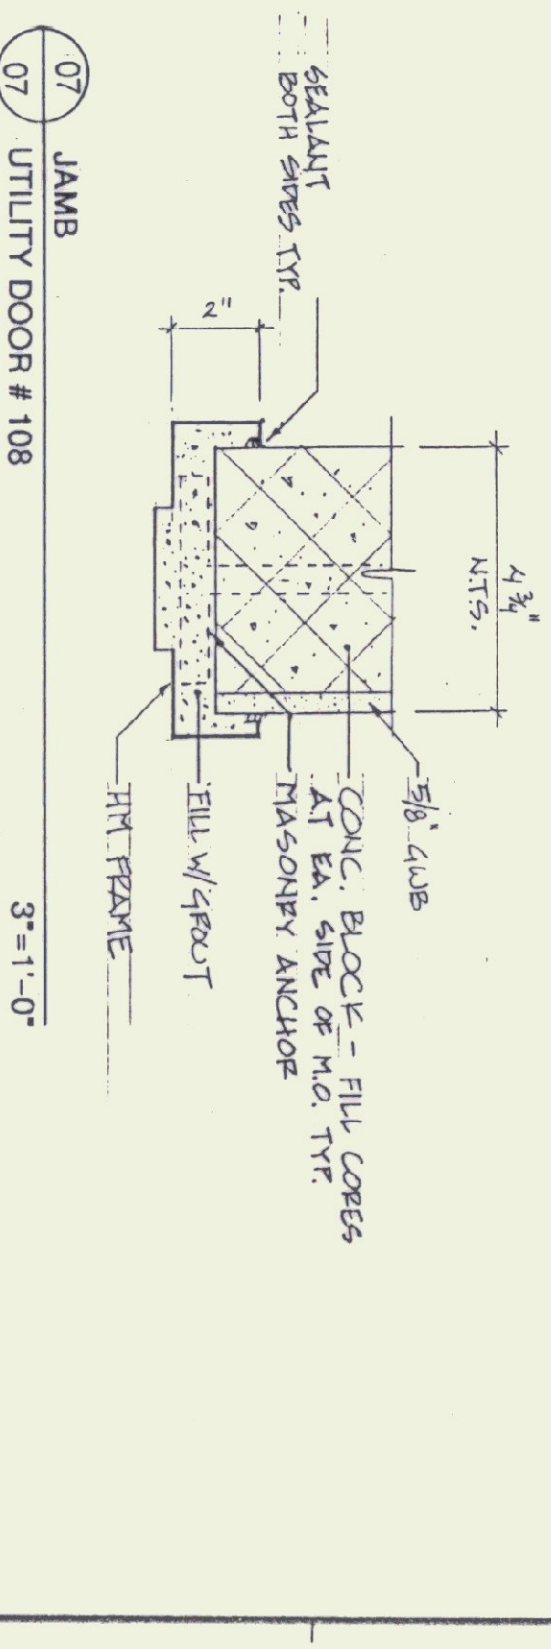 4 3/4"
N.T.S.
5/8" GWB
CONC. BLOCK - FILL CORES
AT EA. SIDE OF M.O. TYP.
MASONRY ANCHOR
FILL W/GROUT
HM FRAME
SEALANT
BOTH SIDES TYP.
2"
07
07
JAMB
UTILITY DOOR # 108
3"=1'-0"